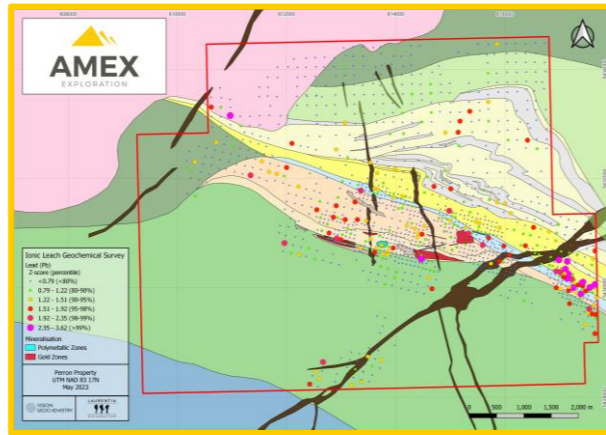 AMEX
EXPLORATION
Ionic Leach Geochemical Survey
Lead (Pb)
Z-score (percentile)
<0.79 (<80%)
0.79 - 1.22 (80-90%)
1.22 - 1.51 (90-95%)
1.51 - 1.92 (95-98%)
1.92 - 2.35 (98-99%)
2.35 - 3.62 (>99%)
Mineralisation
Polymetallic Zones
Gold Zones
Perron Property
UTM NAD 83 17N
May 2023
VISION
GEOCHEMISTRY
LAURENTIA
0 500 1,000 1,500 2,000 m